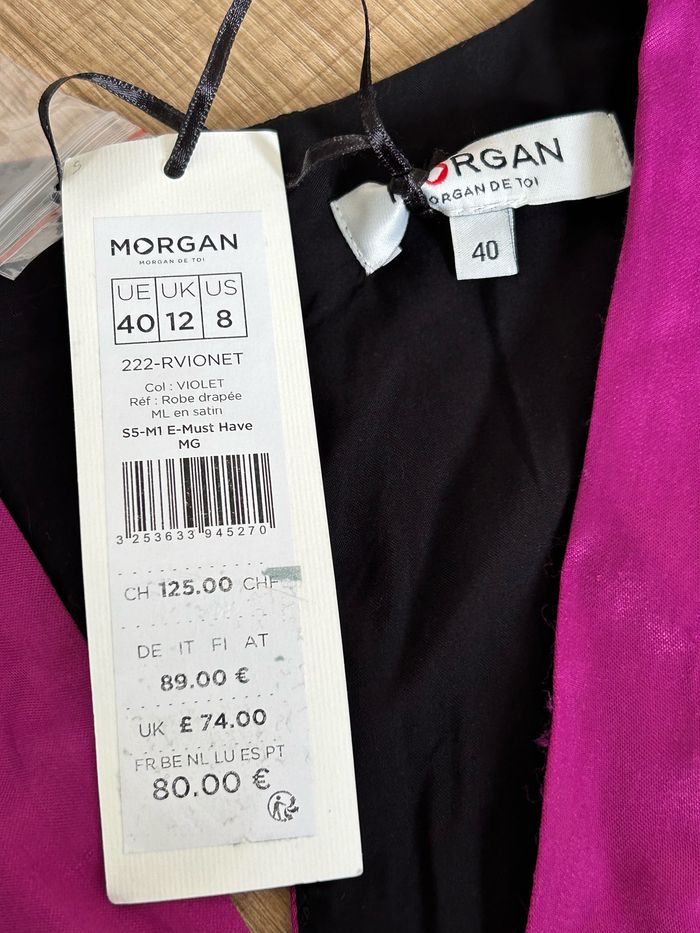 MORGAN
MORGAN DE TOI
UE UK US
40 12 8
222-RVIONET
Col : VIOLET
Réf : Robe drapée
ML en satin
S5-M1 E-Must Have
MG
3 253633 945270
CH 125.00 CHF
DE IT FI AT
89.00 €
UK £ 74.00
FR BE NL LU ES PT
80.00 €
ORGAN
ORGAN DE TOI
40